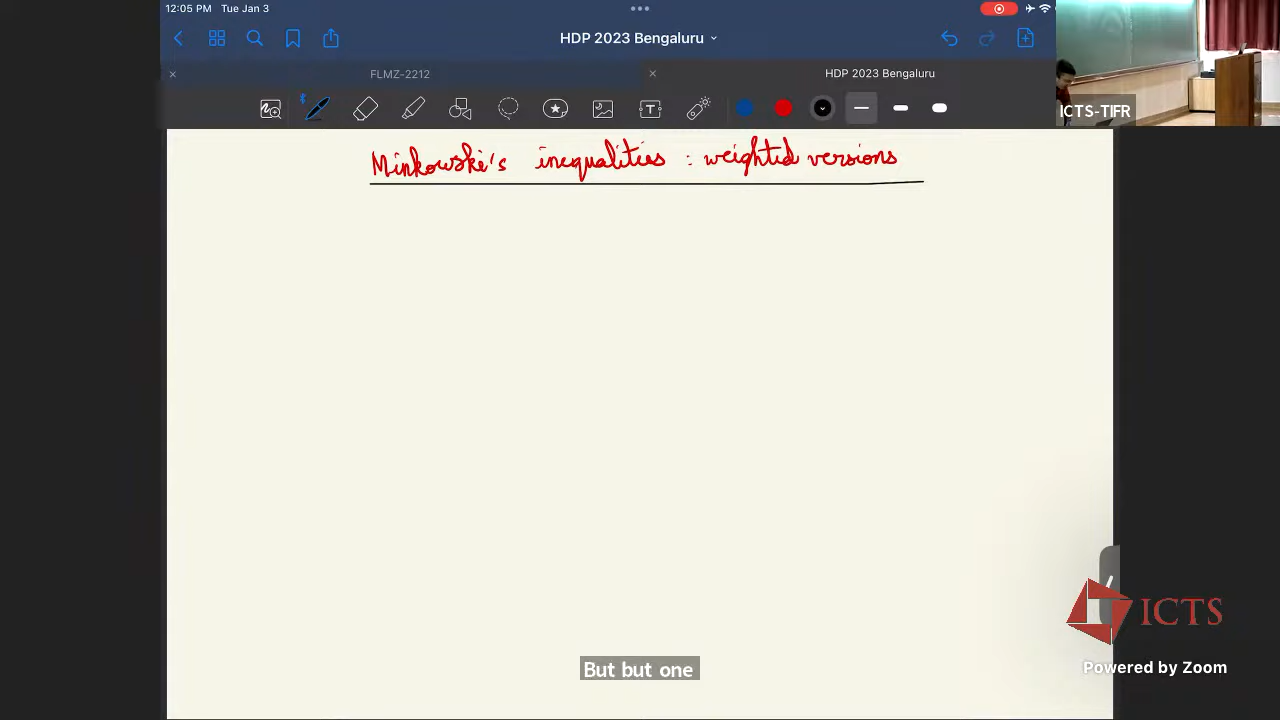 12:05 PM Tue Jan 3
HDP 2023 Bengaluru
FLMZ-2212
HDP 2023 Bengaluru
ICTS-TIFR
Minkowski's inequalities : weighted versions
ICTS
Powered by Zoom
But but one